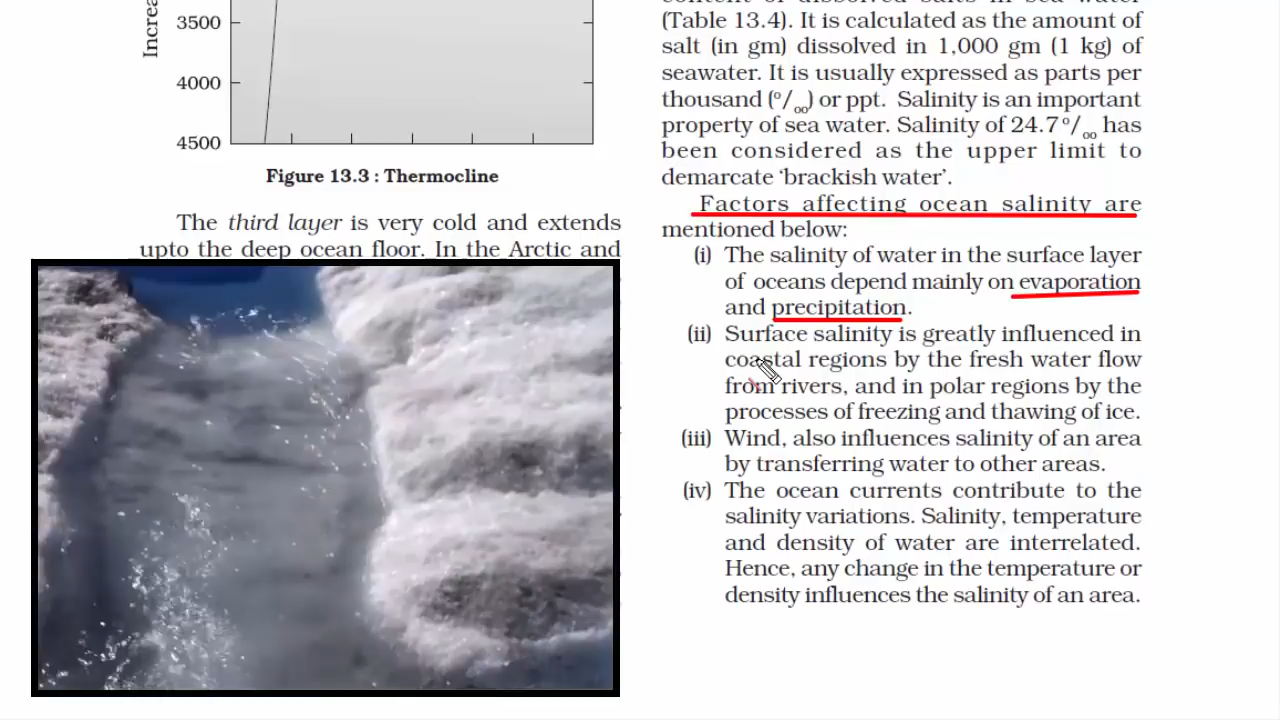 Increa
3500
4000
4500
Figure 13.3 : Thermocline
The third layer is very cold and extends
upto the deep ocean floor. In the Arctic and
content of dissolved salts in sea water
(Table 13.4). It is calculated as the amount of
salt (in gm) dissolved in 1,000 gm (1 kg) of
seawater. It is usually expressed as parts per
thousand (o/oo) or ppt. Salinity is an important
property of sea water. Salinity of 24.7 o/oo has
been considered as the upper limit to
demarcate ‘brackish water’.
Factors affecting ocean salinity are
mentioned below:
(i) The salinity of water in the surface layer
of oceans depend mainly on evaporation
and precipitation.
(ii) Surface salinity is greatly influenced in
coastal regions by the fresh water flow
from rivers, and in polar regions by the
processes of freezing and thawing of ice.
(iii) Wind, also influences salinity of an area
by transferring water to other areas.
(iv) The ocean currents contribute to the
salinity variations. Salinity, temperature
and density of water are interrelated.
Hence, any change in the temperature or
density influences the salinity of an area.